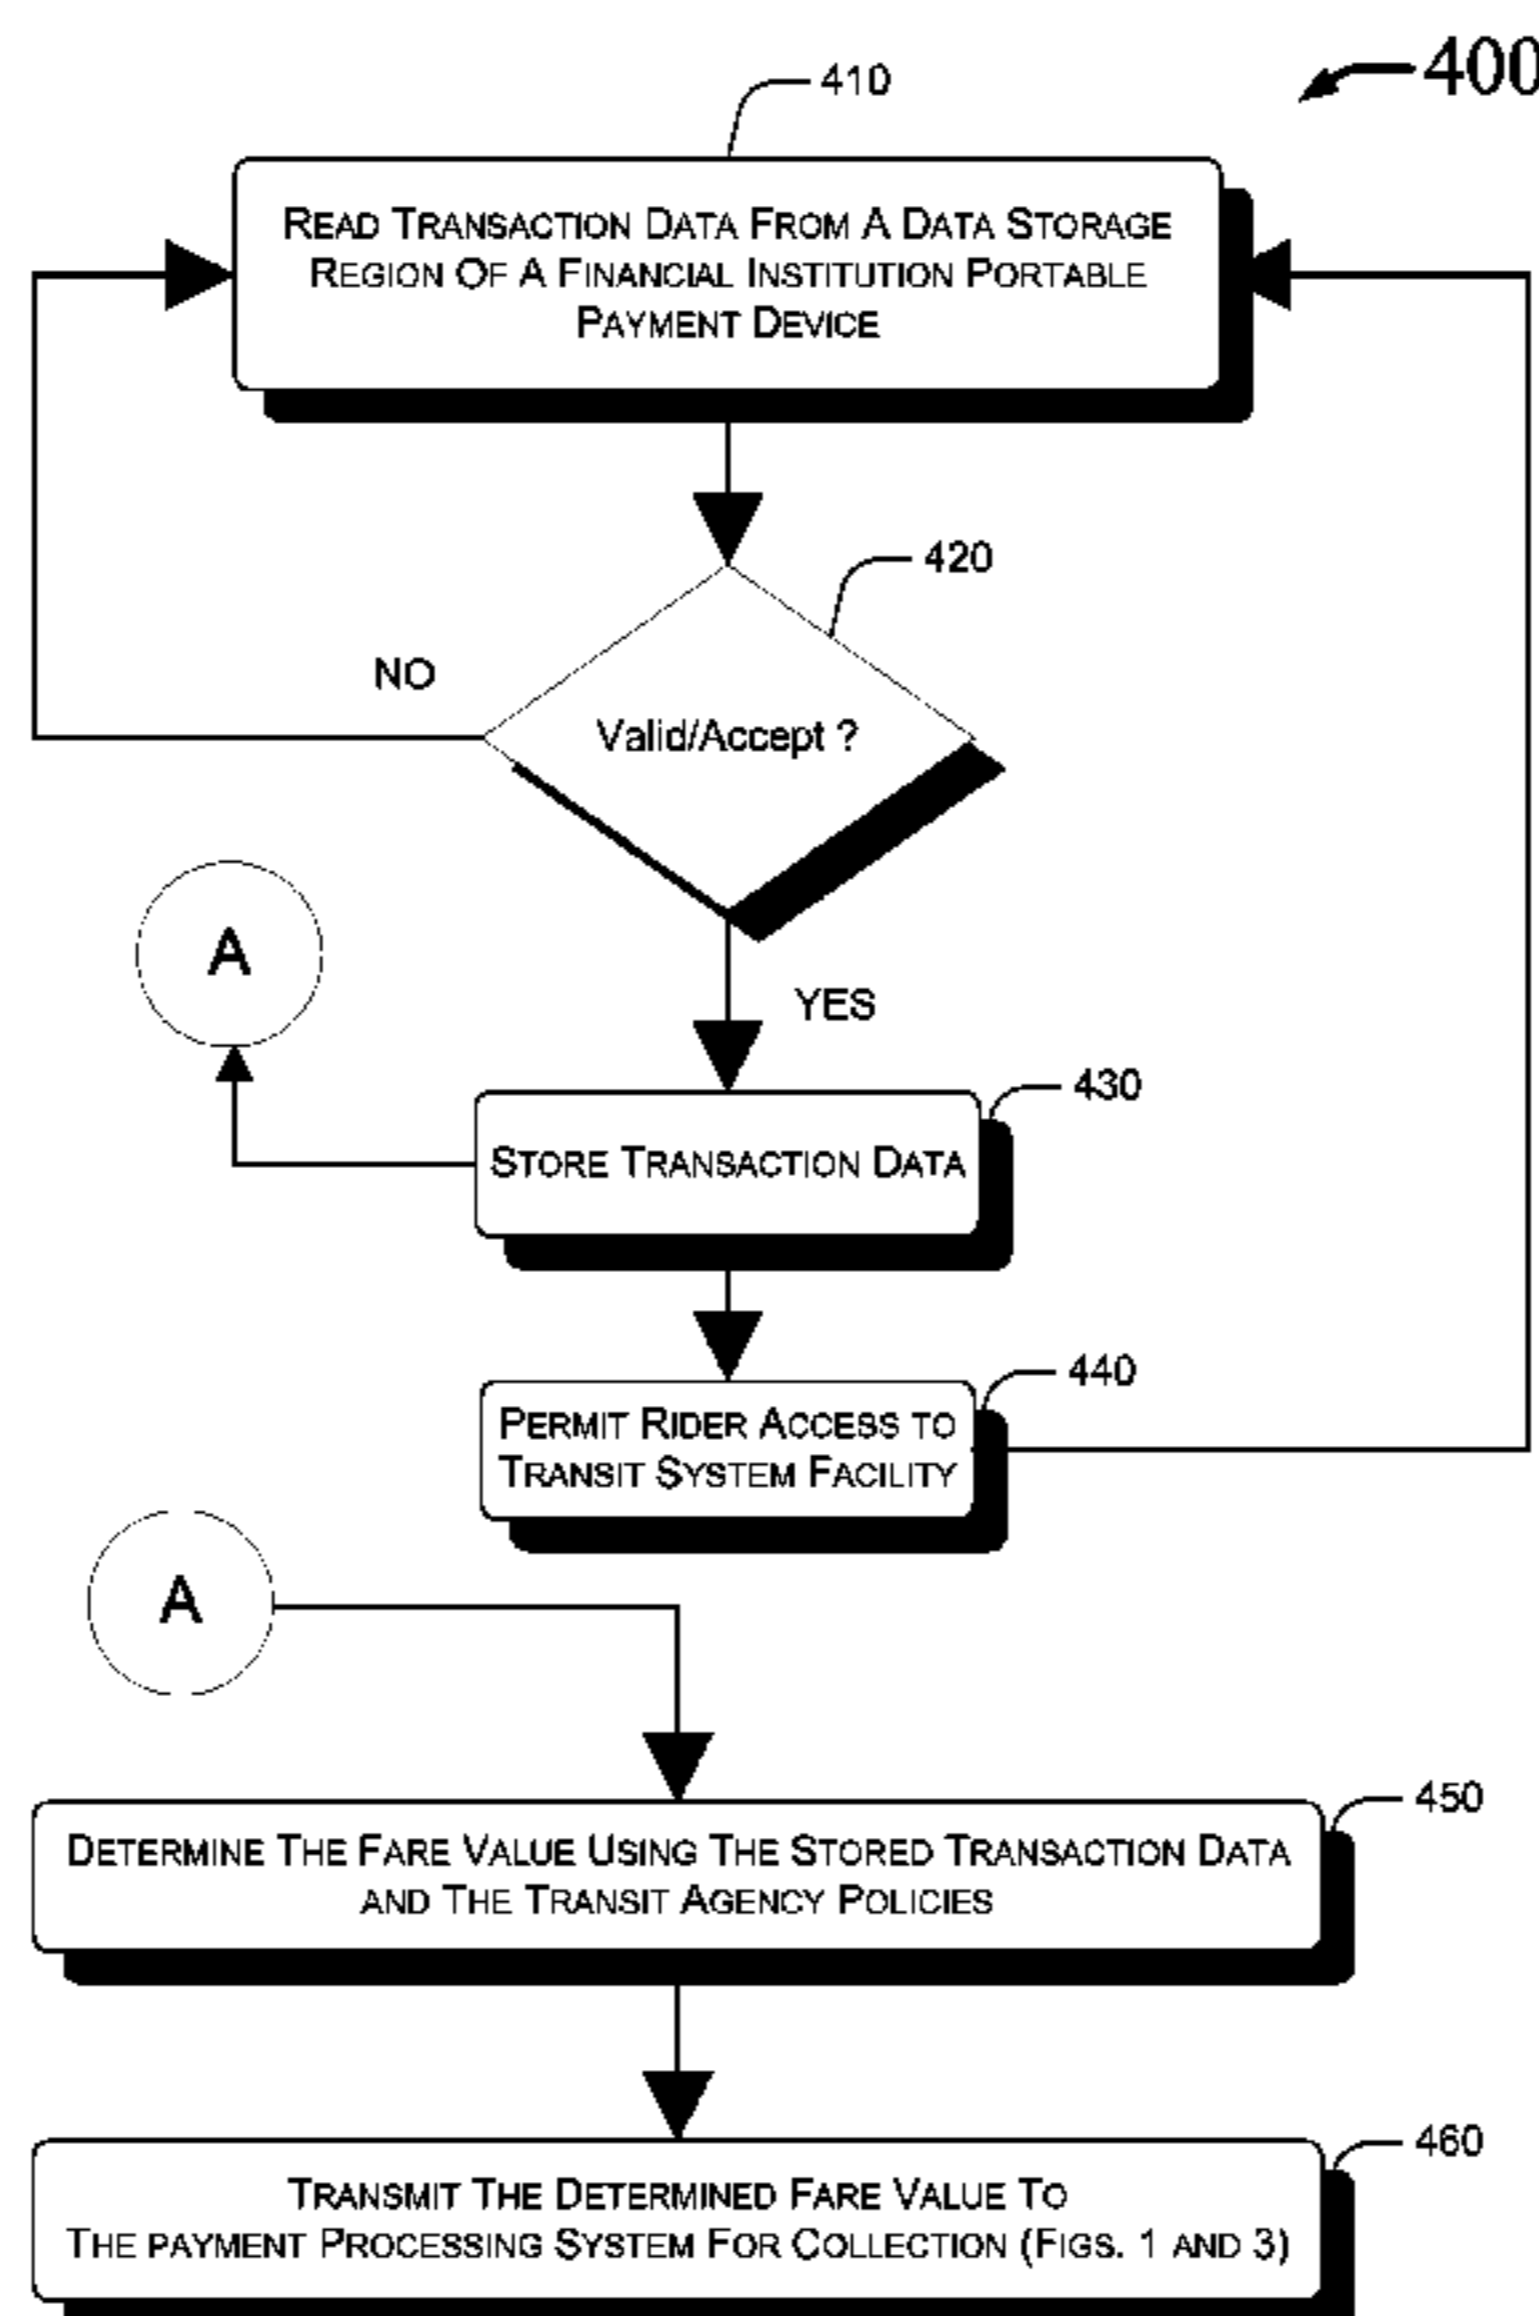 400
410
READ TRANSACTION DATA FROM A DATA STORAGE
REGION OF A FINANCIAL INSTITUTION PORTABLE
PAYMENT DEVICE
420
NO
Valid/Accept ?
A
YES
430
STORE TRANSACTION DATA
440
PERMIT RIDER ACCESS TO
TRANSIT SYSTEM FACILITY
A
450
DETERMINE THE FARE VALUE USING THE STORED TRANSACTION DATA
AND THE TRANSIT AGENCY POLICIES
460
TRANSMIT THE DETERMINED FARE VALUE TO
THE PAYMENT PROCESSING SYSTEM FOR COLLECTION (FIGS. 1 AND 3)